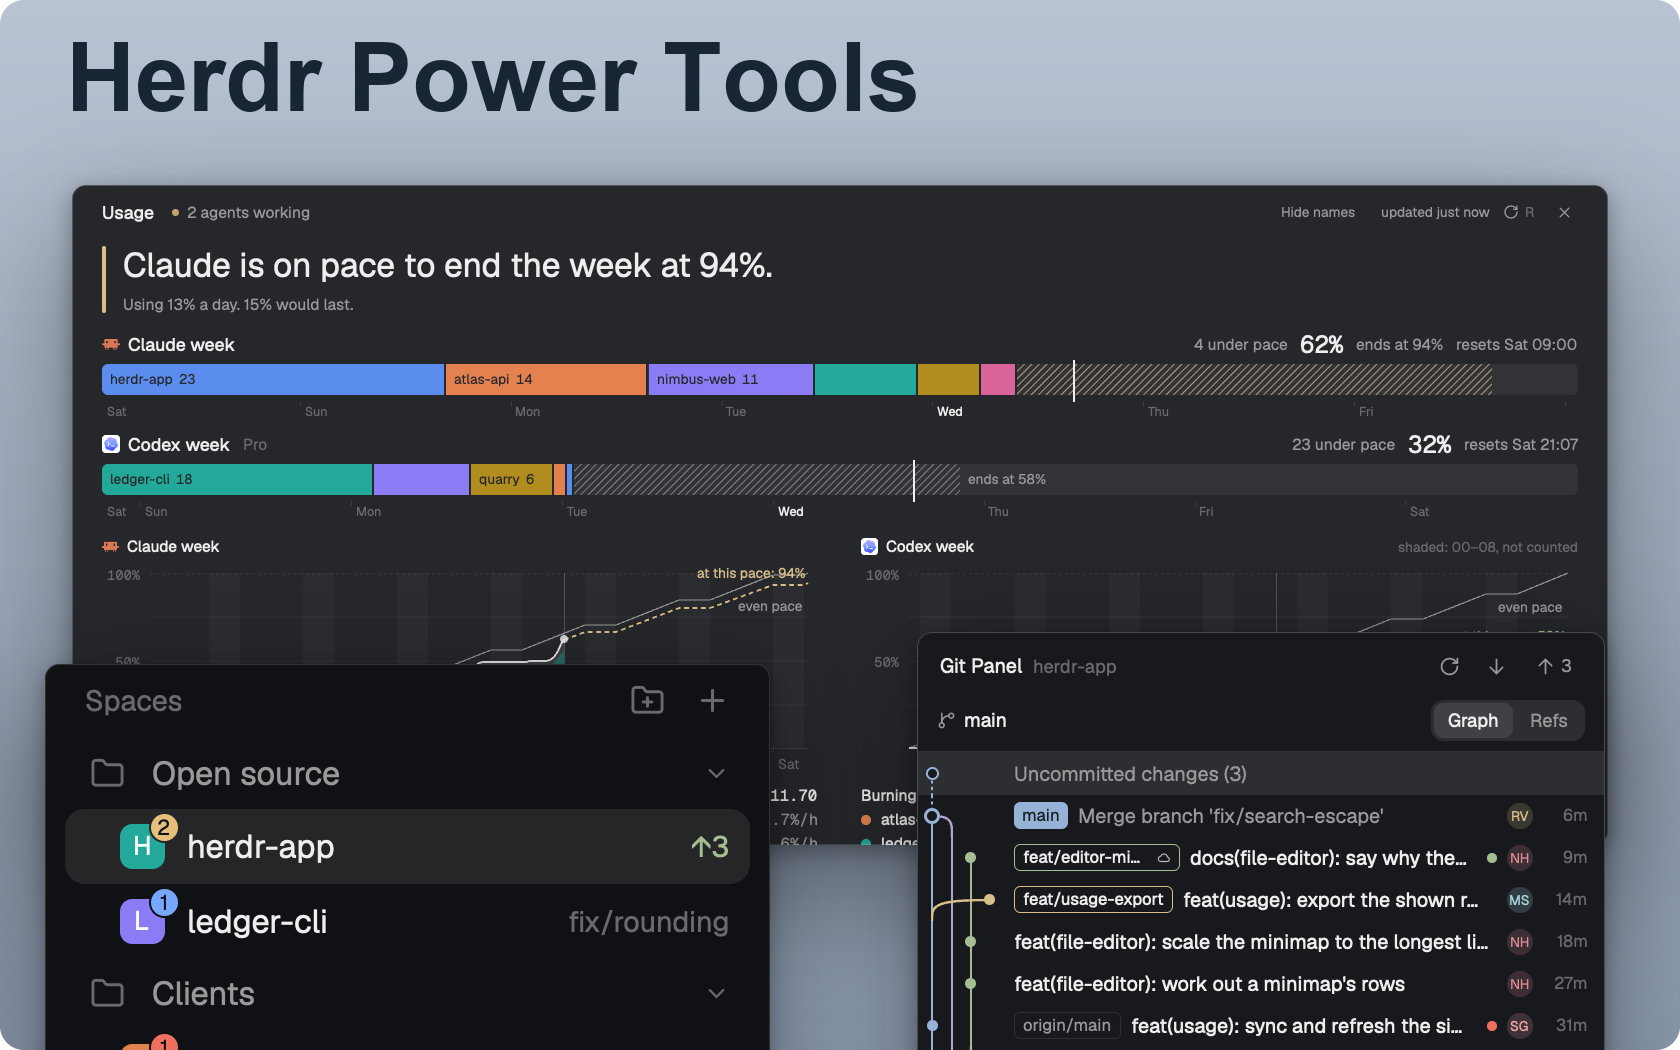 Herdr Power Tools
Usage 2 agents working Hide names updated just now R
Claude is on pace to end the week at 94%.
Using 13% a day. 15% would last.
Claude week 4 under pace 62% ends at 94% resets Sat 09:00
herdr-app 23 atlas-api 14 nimbus-web 11
Sat Sun Mon Tue Wed Thu Fri
Codex week Pro 23 under pace 32% resets Sat 21:07
ledger-cli 18 quarry 6 ends at 58%
Sat Sun Mon Tue Wed Thu Fri Sat
Claude week
100%
at this pace: 94%
even pace
50%
Sat
11.70
.7%/h
6%/h
Codex week shaded: 00–08, not counted
100%
even pace
50%
Burning
atlas-
ledge
Spaces
Open source
H 2 herdr-app ↑3
L 1 ledger-cli fix/rounding
Clients
1
Git Panel herdr-app ↑ 3
main Graph Refs
Uncommitted changes (3)
main Merge branch 'fix/search-escape' RV 6m
feat/editor-mi... docs(file-editor): say why the... NH 9m
feat/usage-export feat(usage): export the shown r... MS 14m
feat(file-editor): scale the minimap to the longest li... NH 18m
feat(file-editor): work out a minimap's rows NH 27m
origin/main feat(usage): sync and refresh the si... SG 31m